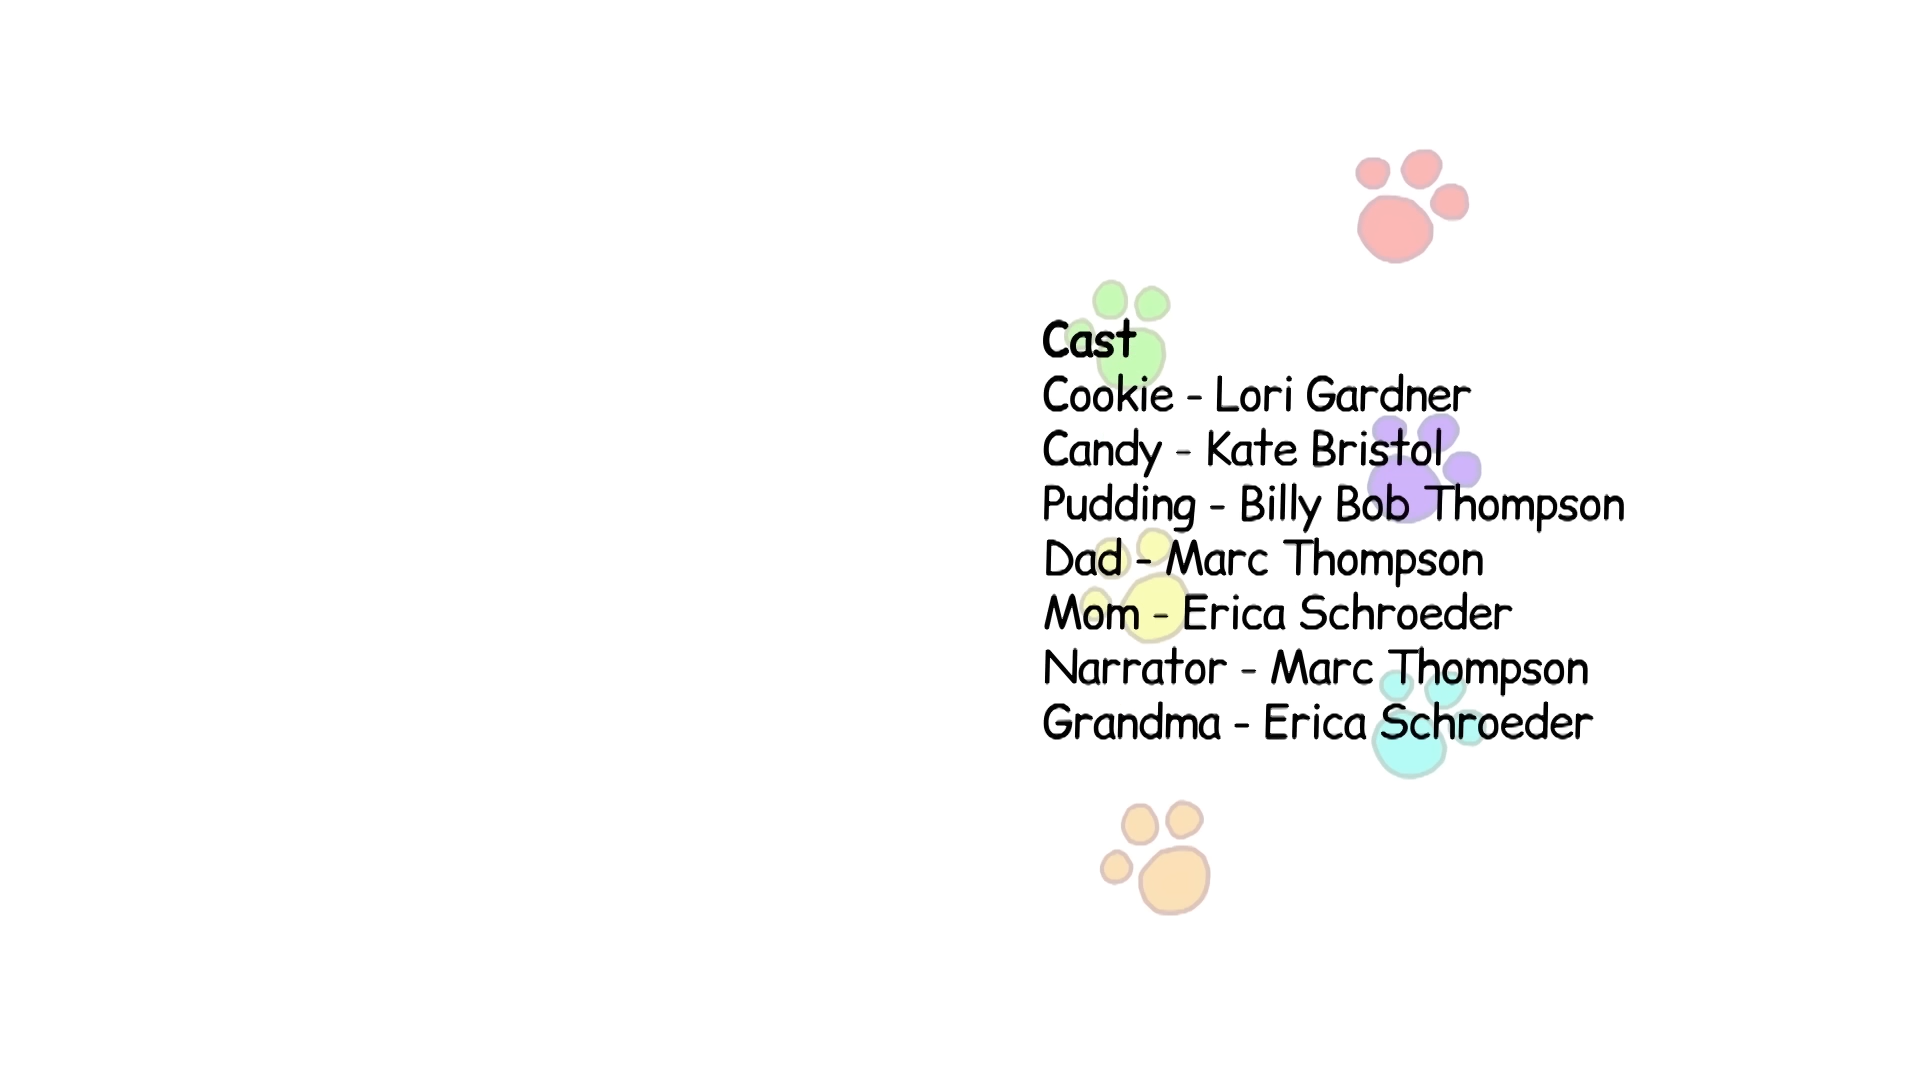 Cast
Cookie - Lori Gardner
Candy - Kate Bristol
Pudding - Billy Bob Thompson
Dad - Marc Thompson
Mom - Erica Schroeder
Narrator - Marc Thompson
Grandma - Erica Schroeder